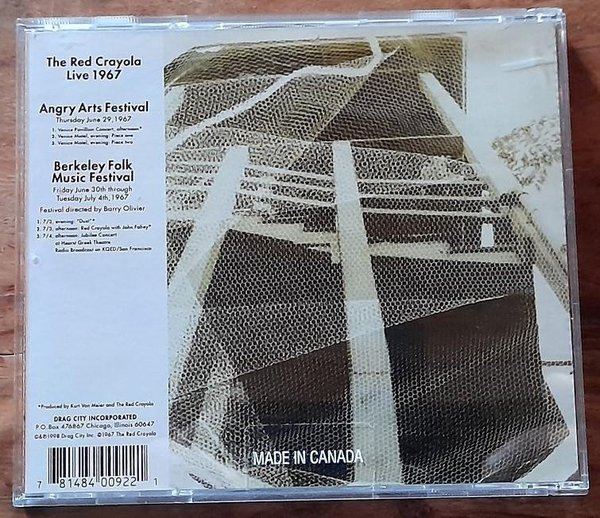 The Red Crayola
Live 1967
Angry Arts Festival
Thursday June 29,1967
1. Venice Pavillion Concert, afternoon*
2. Venice Motel, evening: Piece one
3. Venice Motel, evening: Piece two
Berkeley Folk
Music Festival
Friday June 30th through
Tuesday July 4th, 1967
Festival directed by Barry Olivier
1. 7/2, evening: "Dust"*
2. 7/3, afternoon: Red Crayola with John Fahey*
3. 7/4, afternoon: Jubilee Concert
at Hearst Greek Theatre
Radio Broadcast on KQED/San Francisco
*Produced by Kurt Von Meier and The Red Crayola
DRAG CITY INCORPORATED
P.O.Box 476867 Chicago, Illinois 60647
©&℗1998 Drag City Inc. ©1967 The Red Crayola
MADE IN CANADA
7 81484 00922 1